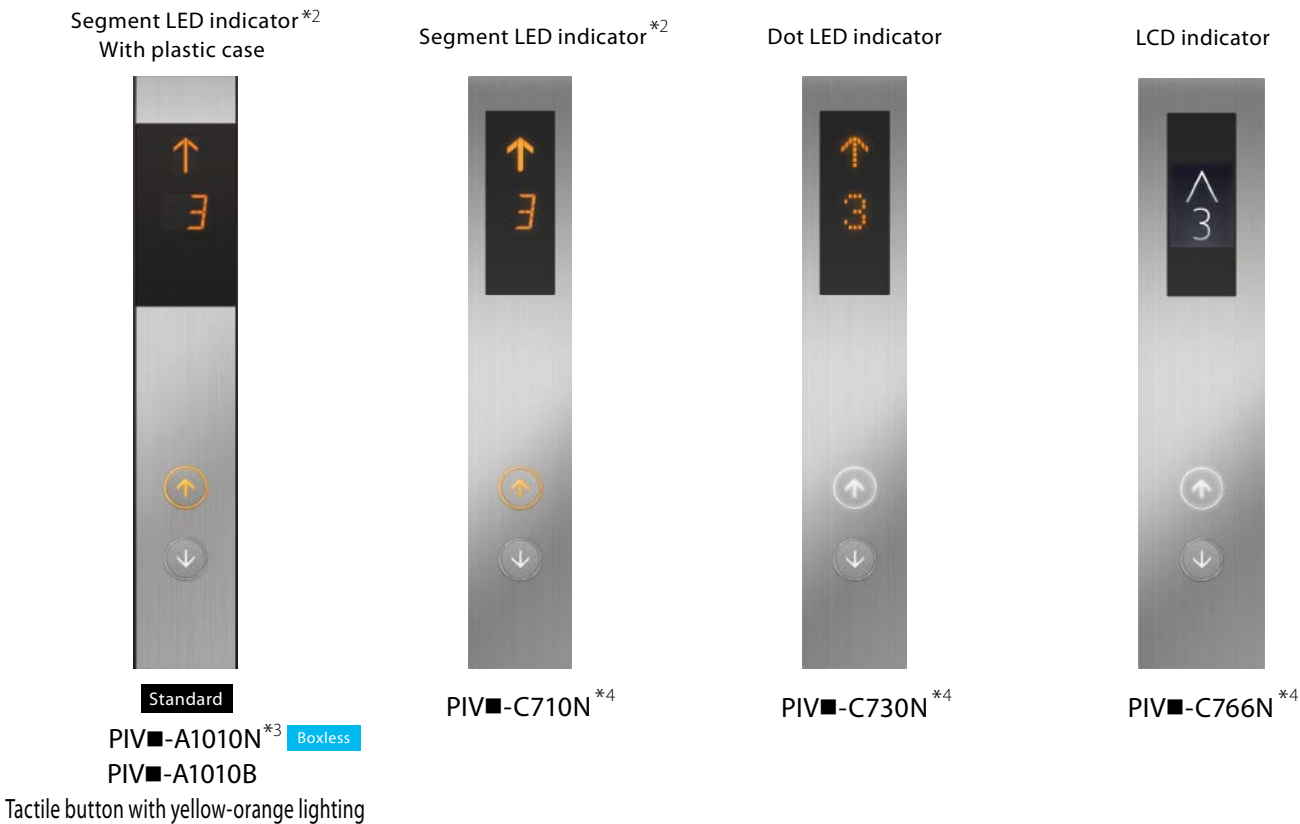 Segment LED indicator*2
With plastic case
Segment LED indicator*2
Dot LED indicator
LCD indicator
↑
3
↑
3
↑
3
3
Standard
PIV■-A1010N*3 Boxless
PIV■-A1010B
Tactile button with yellow-orange lighting
PIV■-C710N*4
PIV■-C730N*4
PIV■-C766N*4